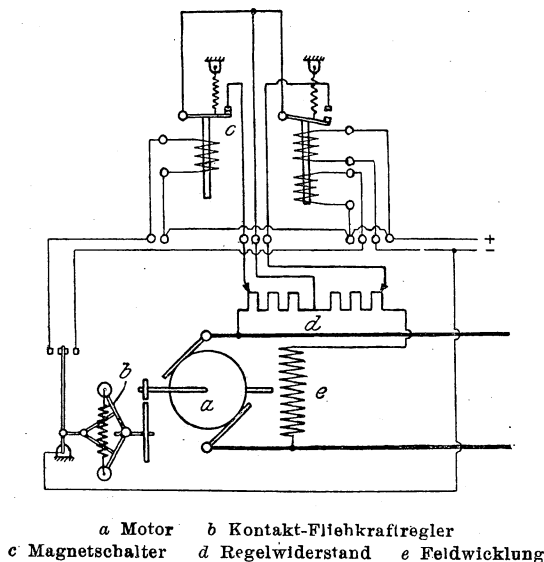 c
+
−
d
b
a
e
a Motor b Kontakt-Fliehkraftregler
c Magnetschalter d Regelwiderstand e Feldwicklung